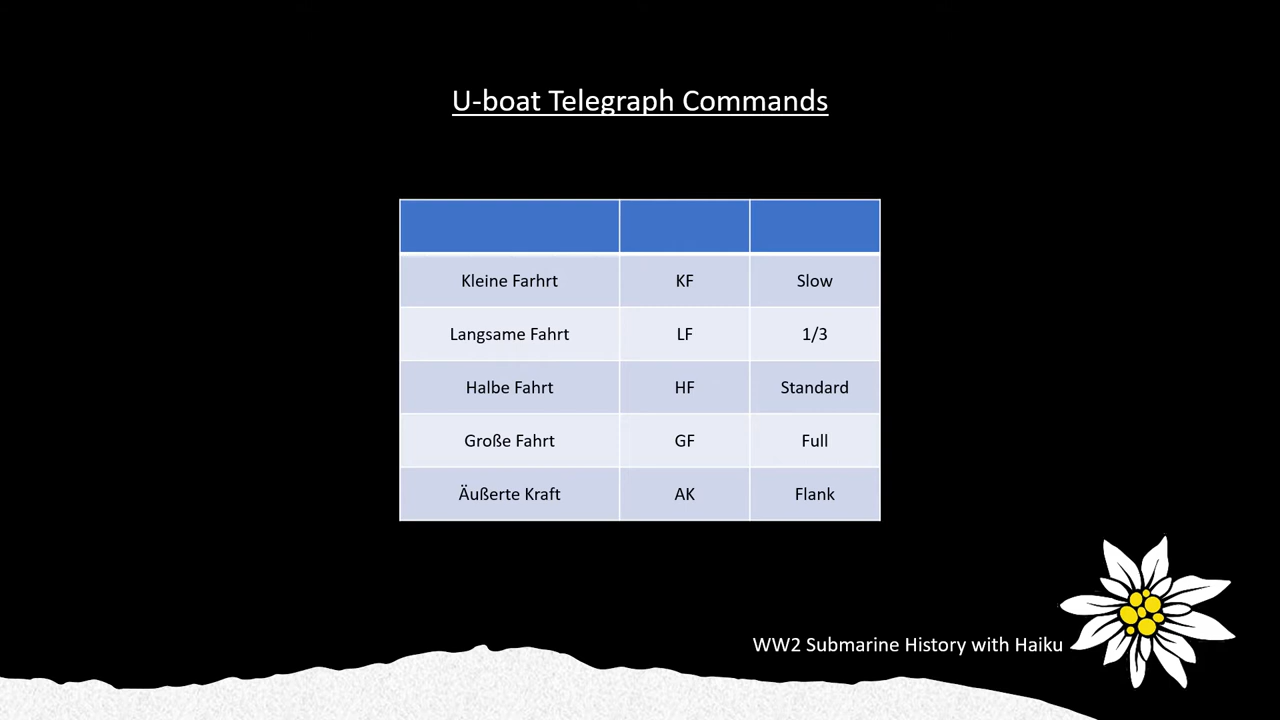 U-boat Telegraph Commands
Kleine Farhrt KF Slow
Langsame Fahrt LF 1/3
Halbe Fahrt HF Standard
Große Fahrt GF Full
Äußerte Kraft AK Flank
WW2 Submarine History with Haiku